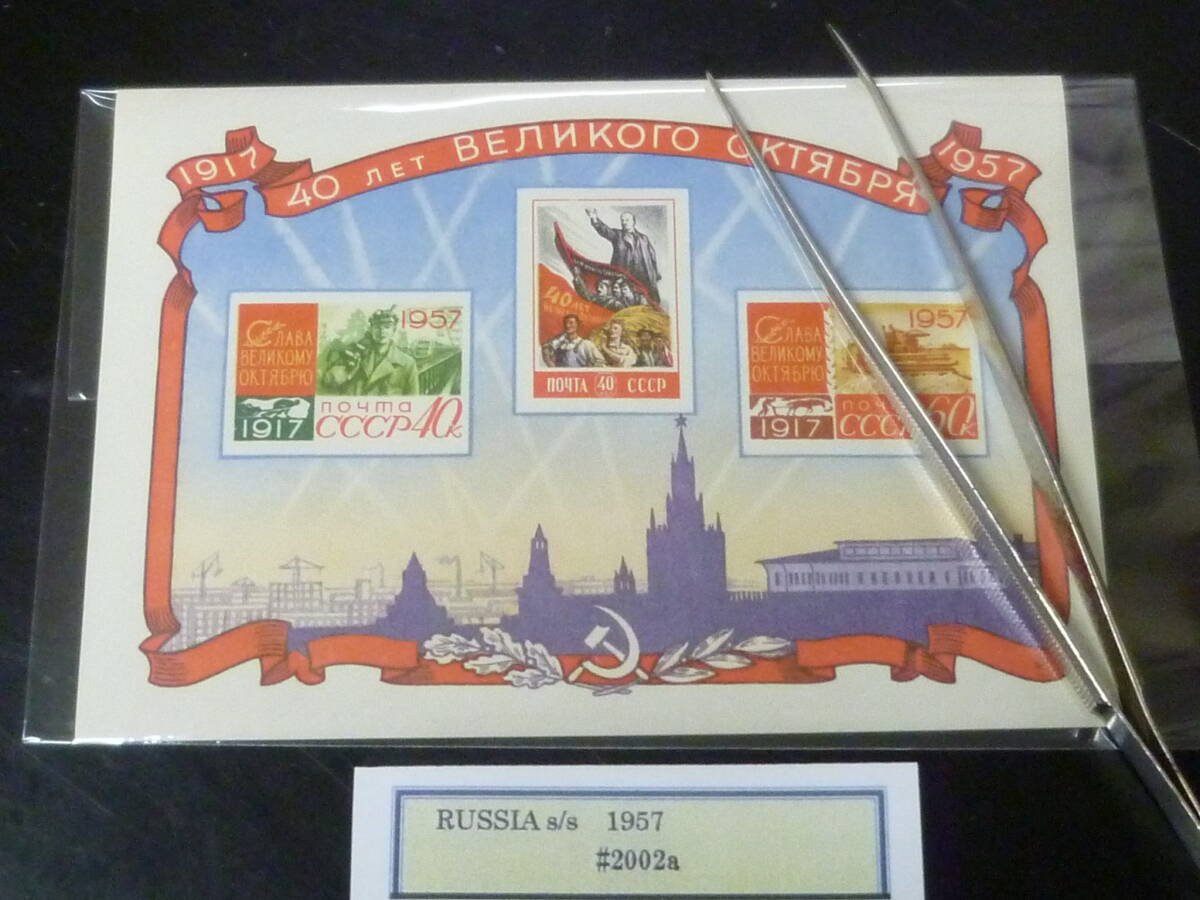 1917
40 ЛЕТ ВЕЛИКОГО ОКТЯБРЯ
1957
40 ЛЕТ
ПОЧТА 40 СССР
1957
СЛАВА
ВЕЛИКОМУ
ОКТЯБРЮ
1917
ПОЧТА
СССР 40К
1957
СЛАВА
ВЕЛИКОМУ
ОКТЯБРЮ
1917
СССР 60К
RUSSIA s/s 1957
#2002a